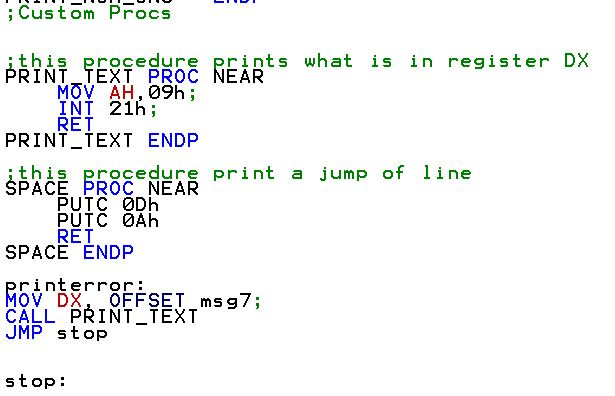 PRINT_NUM_UNS ENDP
;Custom Procs
;this procedure prints what is in register DX
PRINT_TEXT PROC NEAR
MOV AH,09h;
INT 21h;
RET
PRINT_TEXT ENDP
;this procedure print a jump of line
SPACE PROC NEAR
PUTC 0Dh
PUTC 0Ah
RET
SPACE ENDP
printerror:
MOV DX, OFFSET msg7;
CALL PRINT_TEXT
JMP stop
stop: